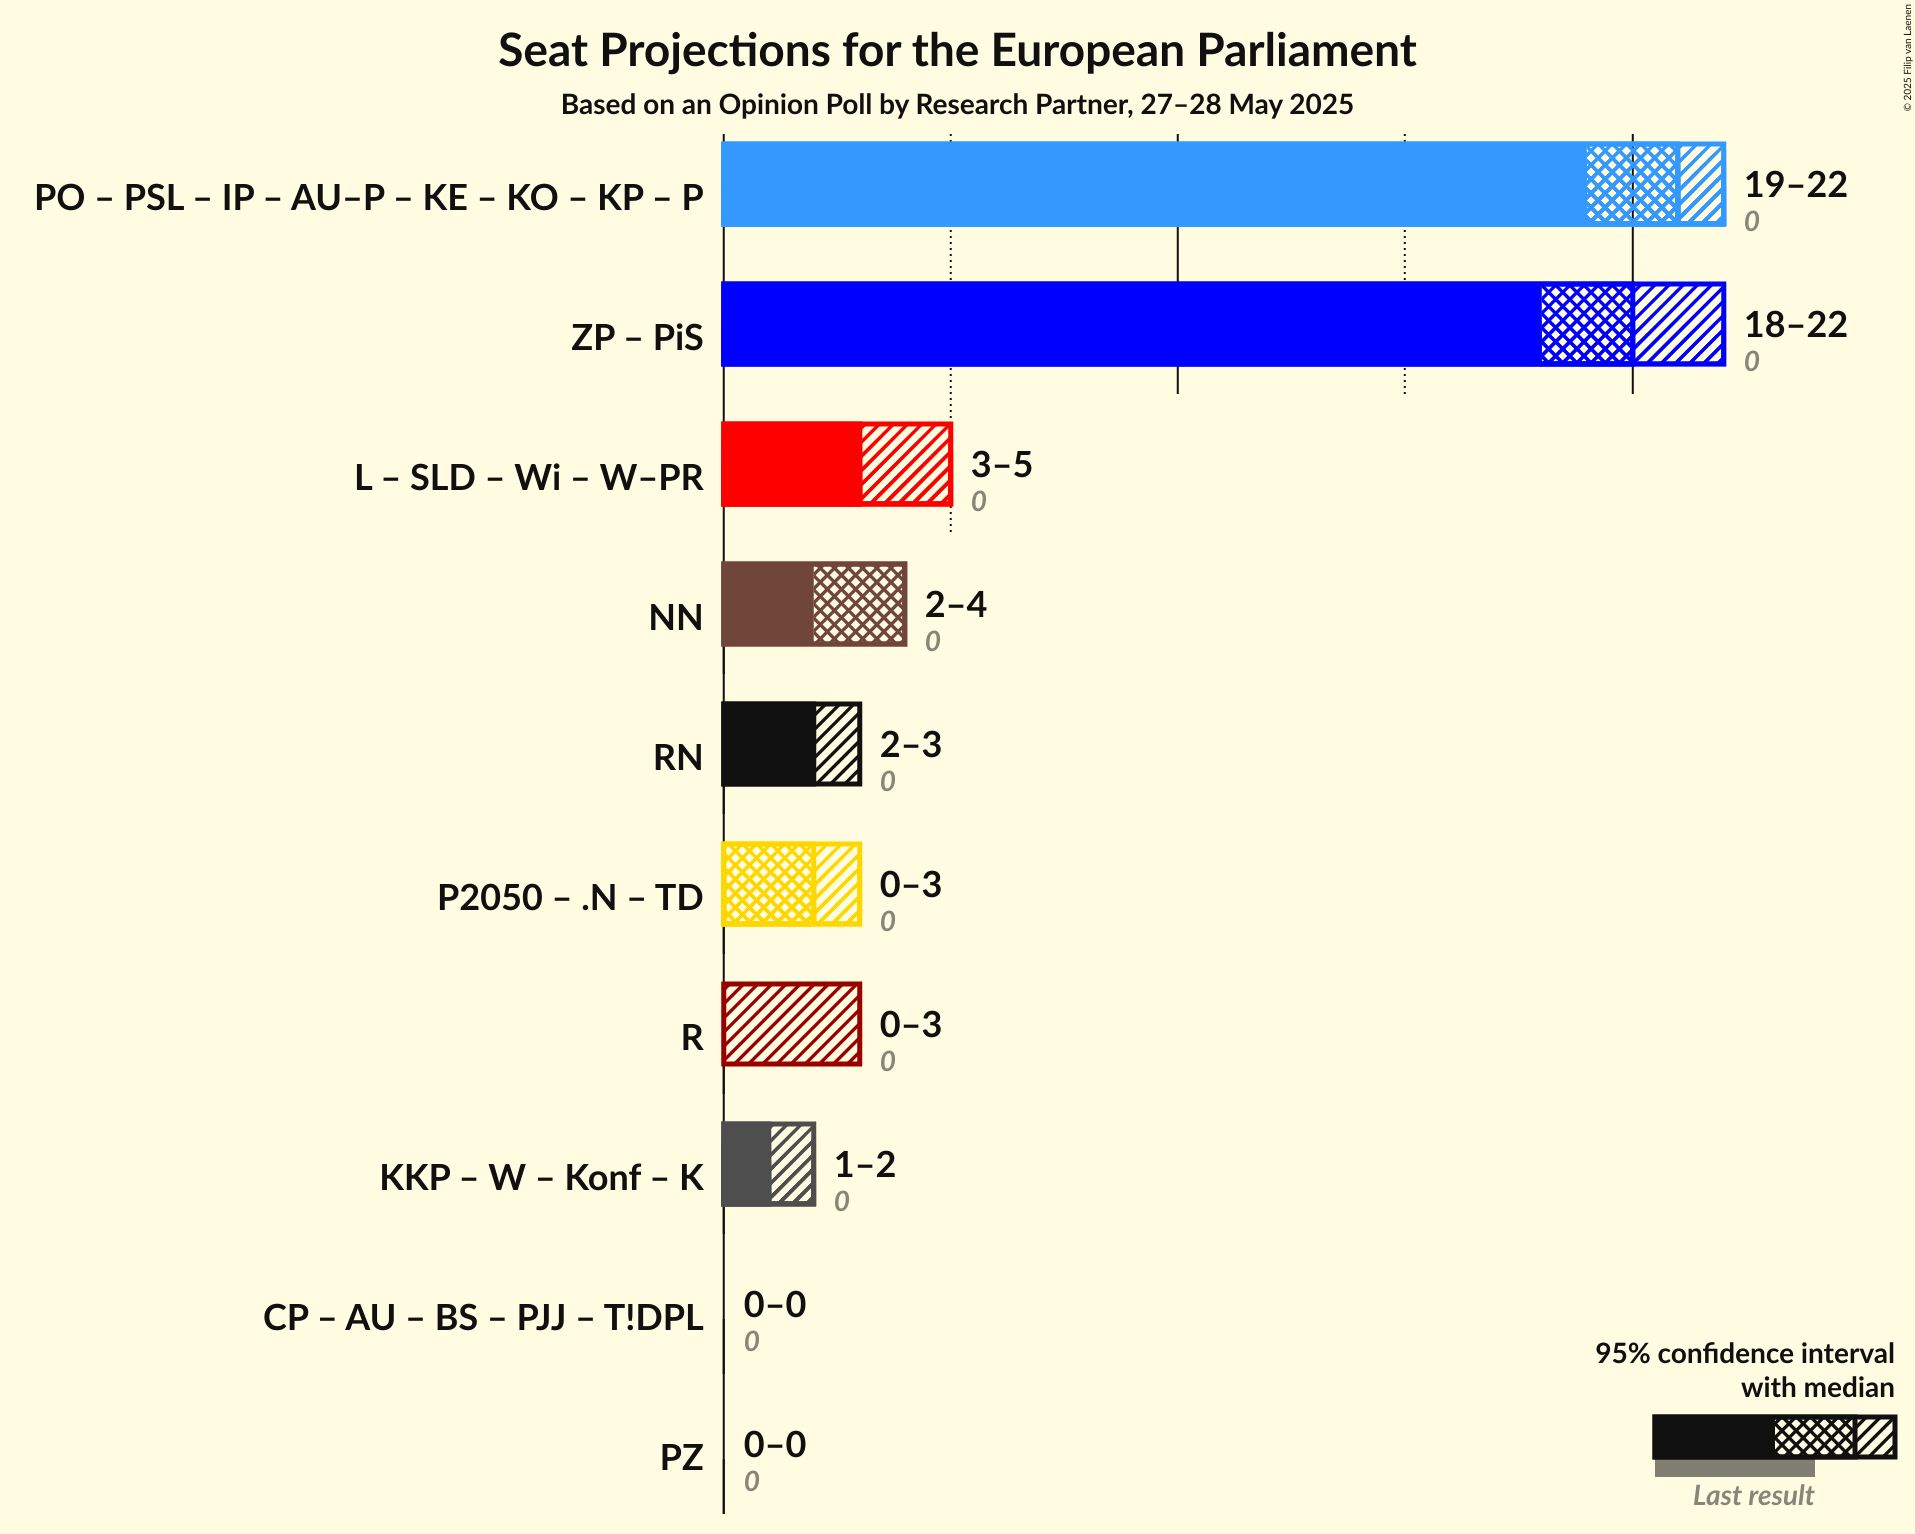 Seat Projections for the European Parliament
Based on an Opinion Poll by Research Partner, 27–28 May 2025
© 2025 Filip van Laenen
PO – PSL – IP – AU–P – KE – KO – KP – P
19–22
0
ZP – PiS
18–22
0
L – SLD – Wi – W–PR
3–5
0
NN
2–4
0
RN
2–3
0
P2050 – .N – TD
0–3
0
R
0–3
0
KKP – W – Konf – K
1–2
0
CP – AU – BS – PJJ – T!DPL
0–0
0
PZ
0–0
0
95% confidence interval
with median
Last result